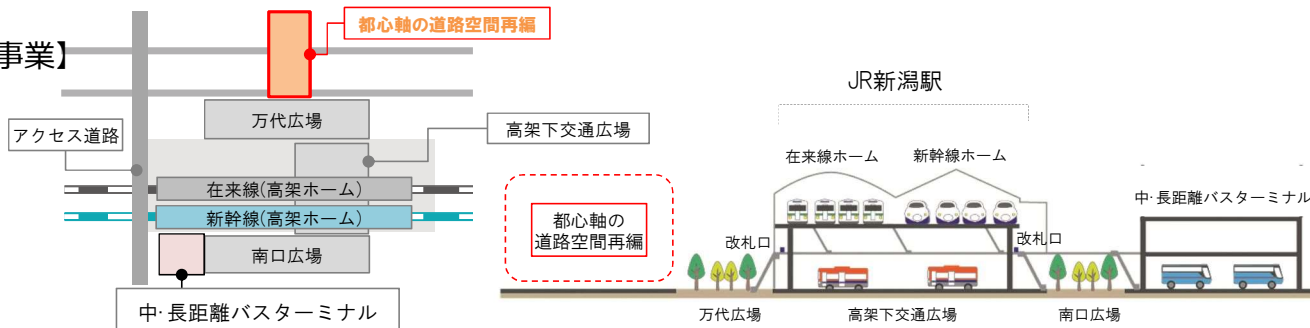 事業】
都心軸の道路空間再編
万代広場
アクセス道路
高架下交通広場
在来線(高架ホーム)
新幹線(高架ホーム)
南口広場
中・長距離バスターミナル
JR新潟駅
在来線ホーム
新幹線ホーム
都心軸の
道路空間再編
改札口
改札口
中・長距離バスターミナル
万代広場
高架下交通広場
南口広場